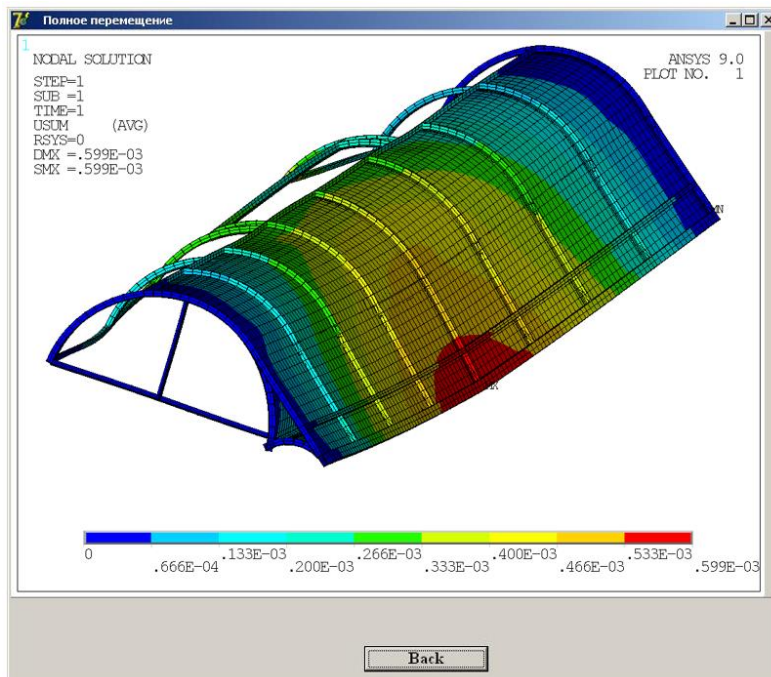 Полное перемещение
1
NODAL SOLUTION
STEP=1
SUB =1
TIME=1
USUM (AVG)
RSYS=0
DMX =.599E-03
SMX =.599E-03
ANSYS 9.0
PLOT NO. 1
MN
MX
0 .133E-03 .266E-03 .400E-03 .533E-03
.666E-04 .200E-03 .333E-03 .466E-03 .599E-03
Back